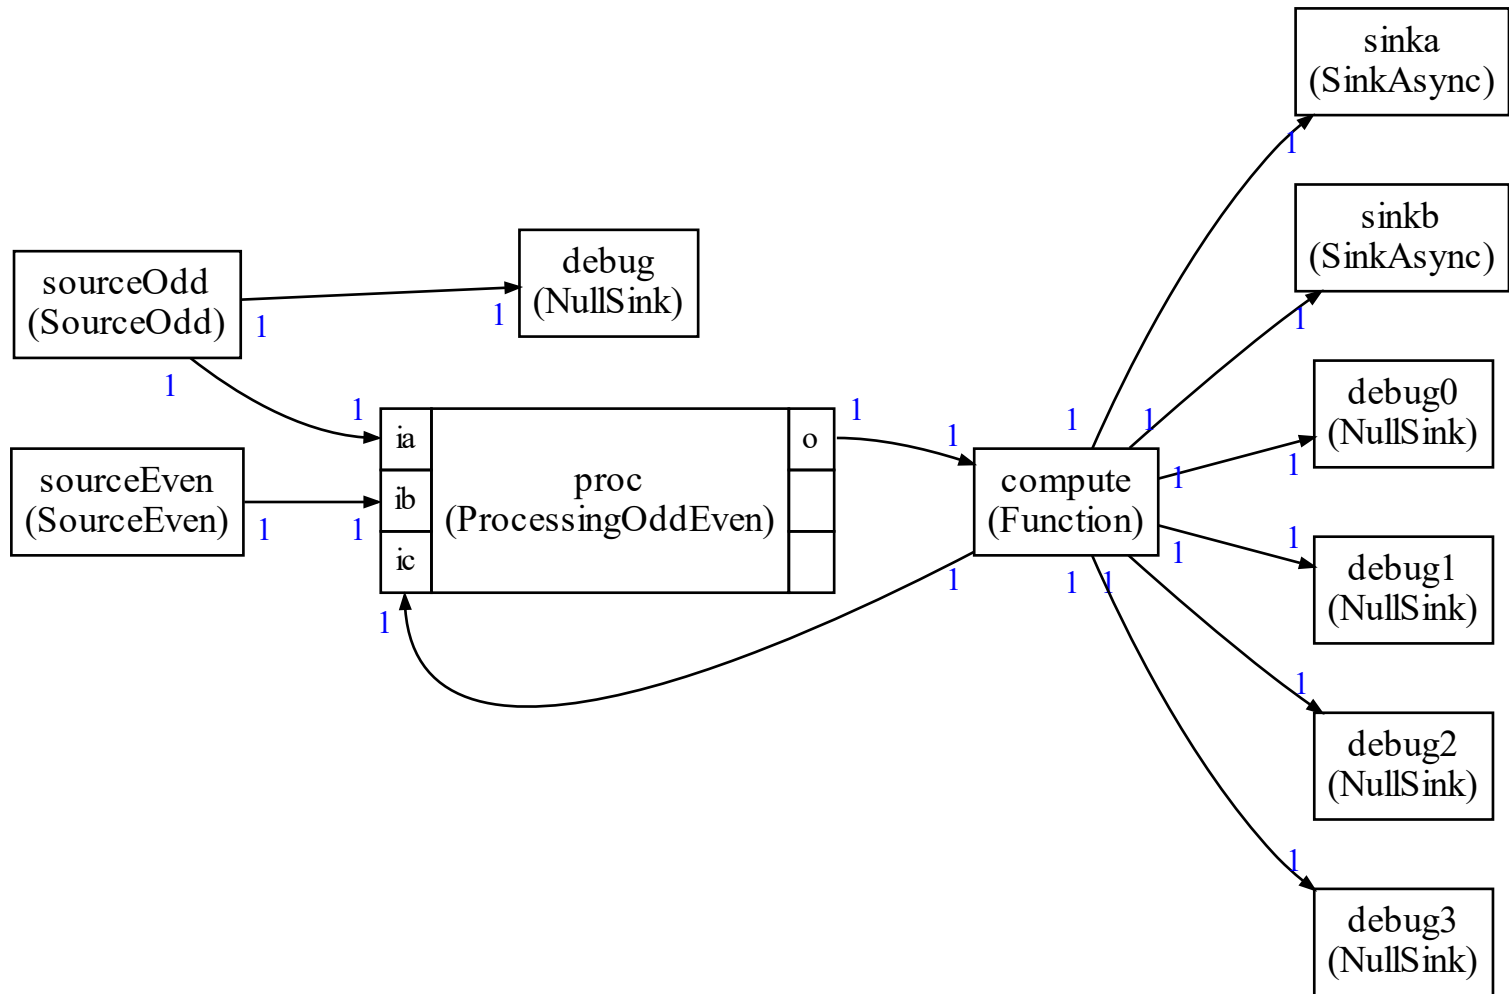 sinka
(SinkAsync)
1
sinkb
(SinkAsync)
1
sourceOdd
(SourceOdd)
1
1
debug
(NullSink)
1
sourceEven
(SourceEven)
1
1
1
ia
ib
ic
proc
(ProcessingOddEven)
o
1
1
1
compute
(Function)
1
1
1
1
1
1
1
1
debug0
(NullSink)
1
debug1
(NullSink)
1
debug2
(NullSink)
1
debug3
(NullSink)
1